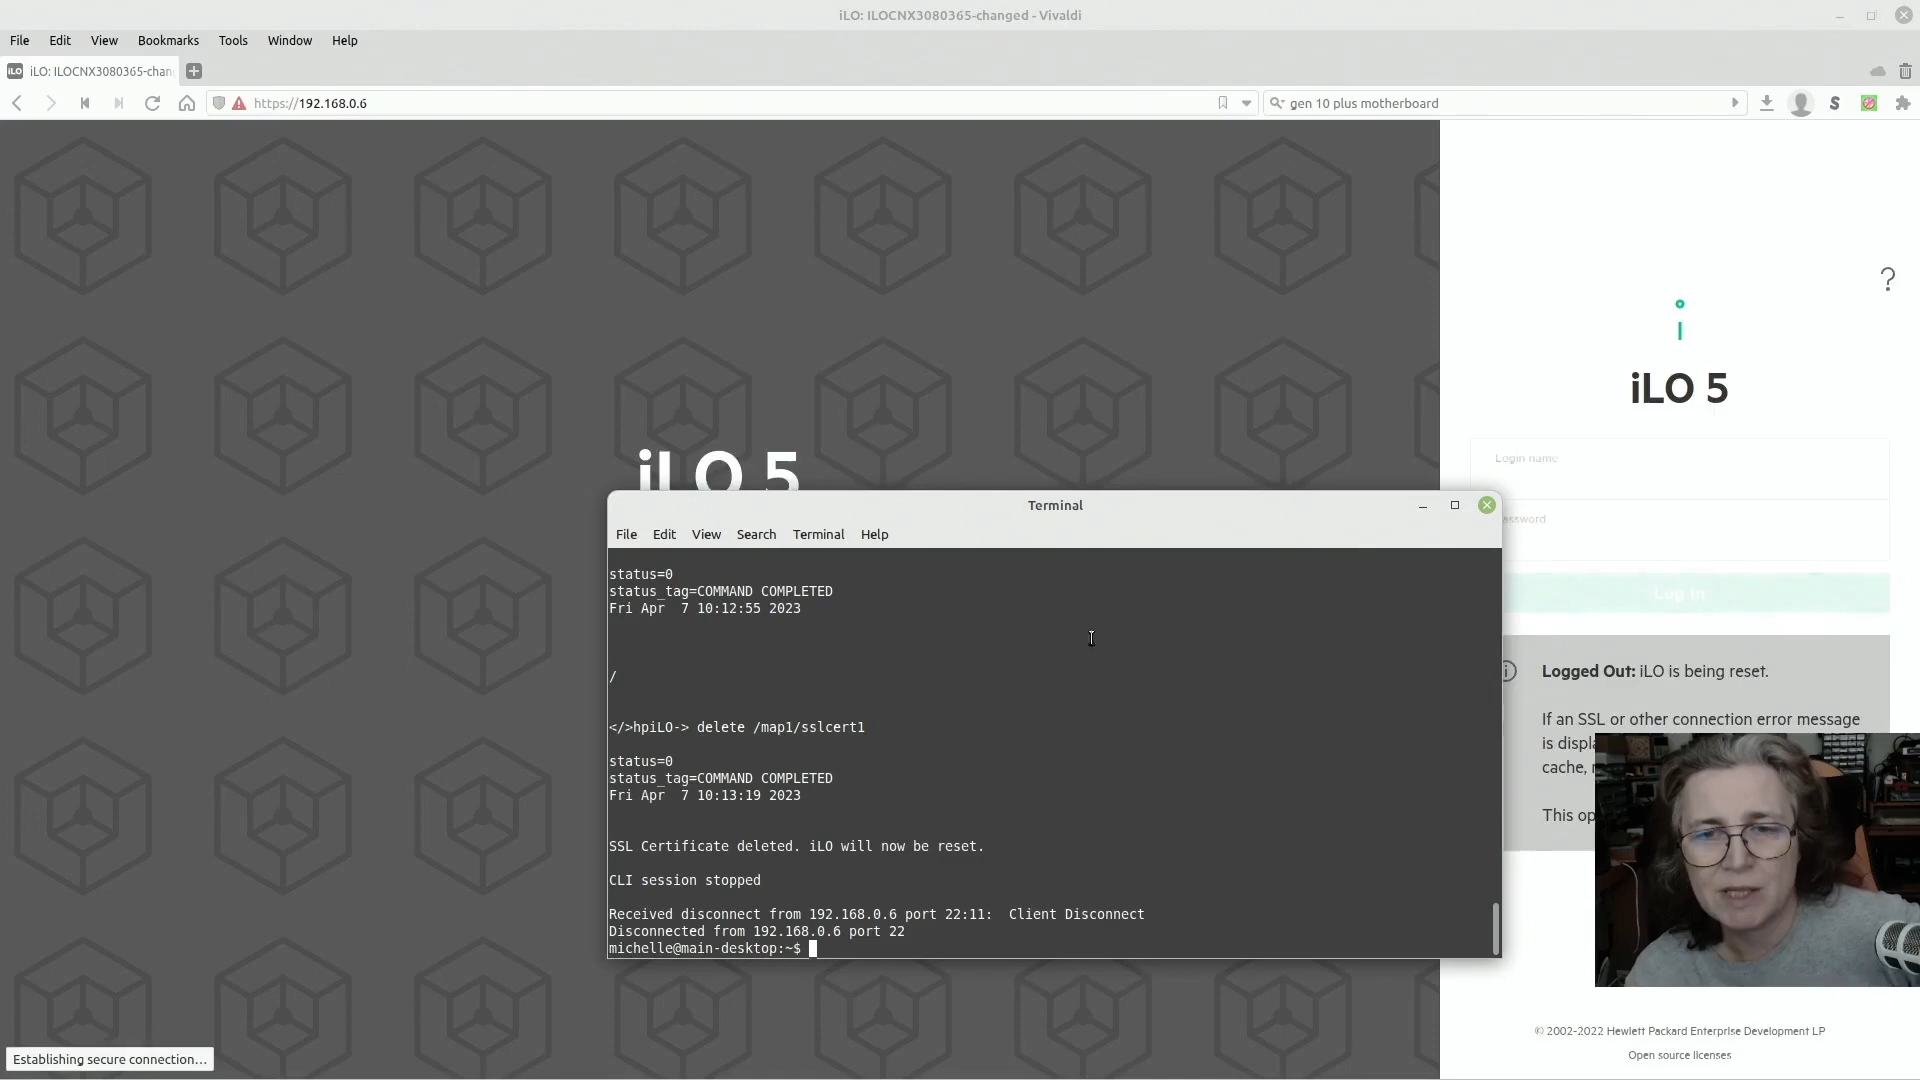 iLO: ILOCNX3080365-changed - Vivaldi
File Edit View Bookmarks Tools Window Help
iLO iLO: ILOCNX3080365-chan
https://192.168.0.6
gen 10 plus motherboard
S
?
iLO 5
Login name
assword
Log In
Logged Out: iLO is being reset.
If an SSL or other connection error message
is displa
cache, r
This op
iLO 5
Terminal
File Edit View Search Terminal Help
status=0
status_tag=COMMAND COMPLETED
Fri Apr  7 10:12:55 2023
/
</>hpiLO-> delete /map1/sslcert1
status=0
status_tag=COMMAND COMPLETED
Fri Apr  7 10:13:19 2023
SSL Certificate deleted. iLO will now be reset.
CLI session stopped
Received disconnect from 192.168.0.6 port 22:11:  Client Disconnect
Disconnected from 192.168.0.6 port 22
michelle@main-desktop:~$
© 2002-2022 Hewlett Packard Enterprise Development LP
Open source licenses
Establishing secure connection…